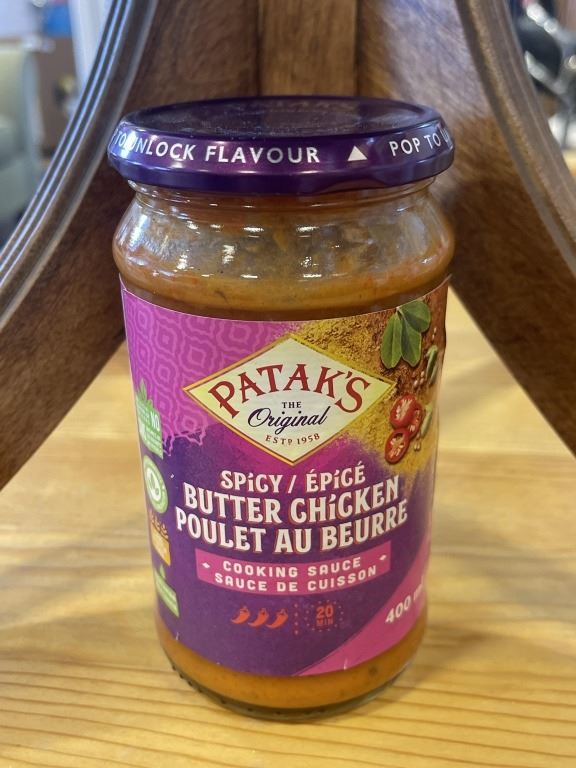 TO UNLOCK FLAVOUR ▲ POP TO
PATAK'S
THE
Original
ESTD 1958
SPICY / ÉPICÉ
BUTTER CHICKEN
POULET AU BEURRE
COOKING SAUCE
SAUCE DE CUISSON
20
MIN
400 m
NO